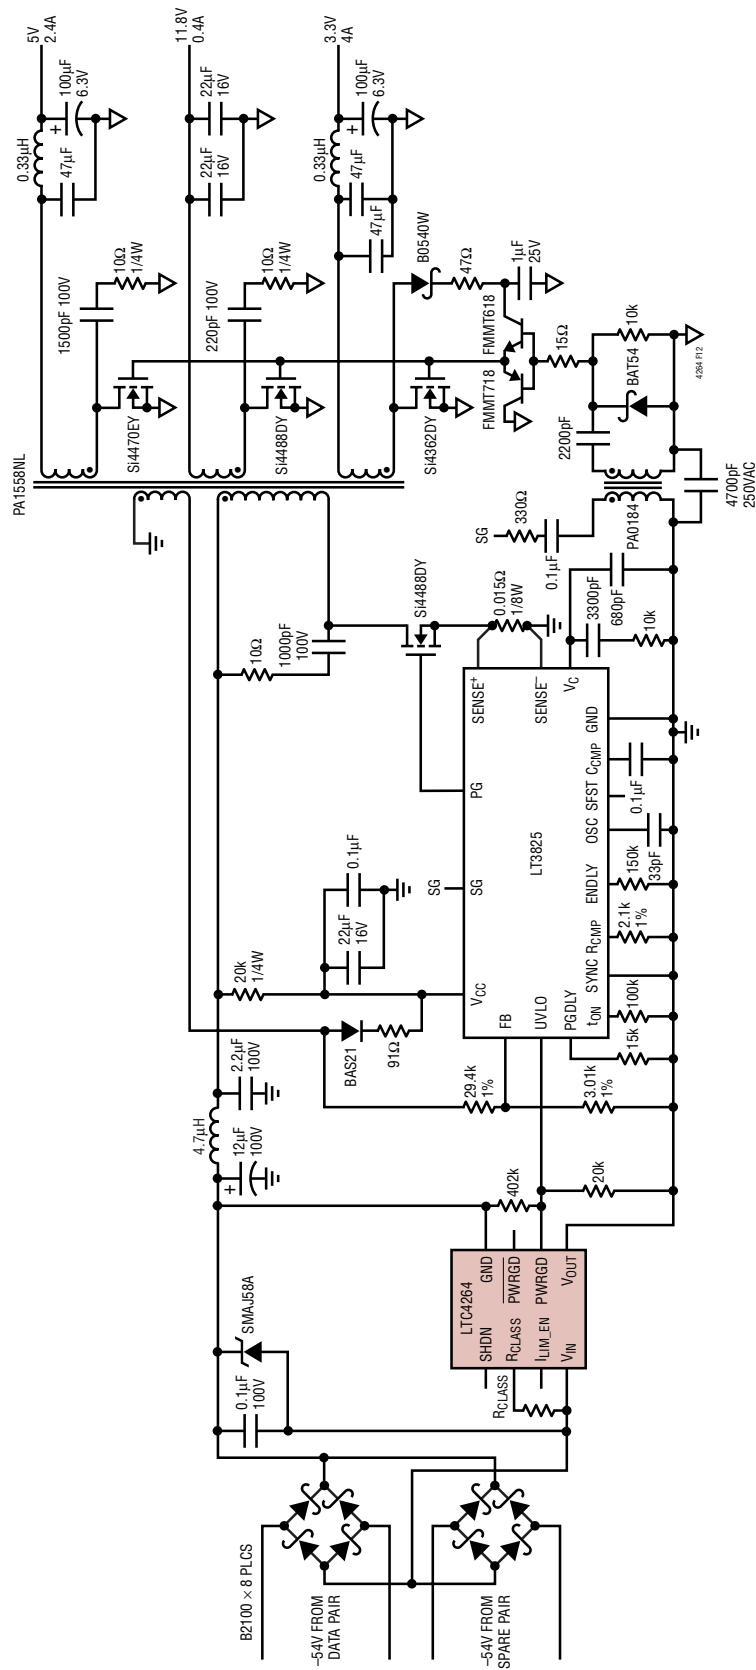 B2100 × 8 PLCS
–54V FROM
DATA PAIR
–54V FROM
SPARE PAIR
0.1µF
100V
SMAJ58A
RCLASS
LTC4264
SHDN
RCLASS
ILIM_EN
VIN
GND
PWRGD
PWRGD
VOUT
402k
20k
+
12µF
100V
4.7µH
2.2µF
100V
29.4k
1%
3.01k
1%
BAS21
91Ω
20k
1/4W
22µF
16V
0.1µF
SG
SG
VCC
FB
UVLO
PGDLY
tON
SYNC
RCMP
ENDLY
OSC
SFST
CCMP
GND
LT3825
PG
SENSE+
SENSE–
VC
15k
100k
2.1k
1%
150k
33pF
0.1µF
10k
3300pF
680pF
10Ω
1000pF
100V
Si4488DY
0.015Ω
1/8W
SG
330Ω
0.1µF
PA0184
4700pF
250VAC
2200pF
BAT54
10k
15Ω
FMMT718
FMMT618
1µF
25V
47Ω
B0540W
PA1558NL
Si4470EY
Si4488DY
Si4362DY
1500pF 100V
10Ω
1/4W
220pF 100V
10Ω
1/4W
47µF
0.33µH
+
100µF
6.3V
5V
2.4A
22µF
16V
22µF
16V
11.8V
0.4A
47µF
47µF
0.33µH
+
100µF
6.3V
3.3V
4A
4264 F12